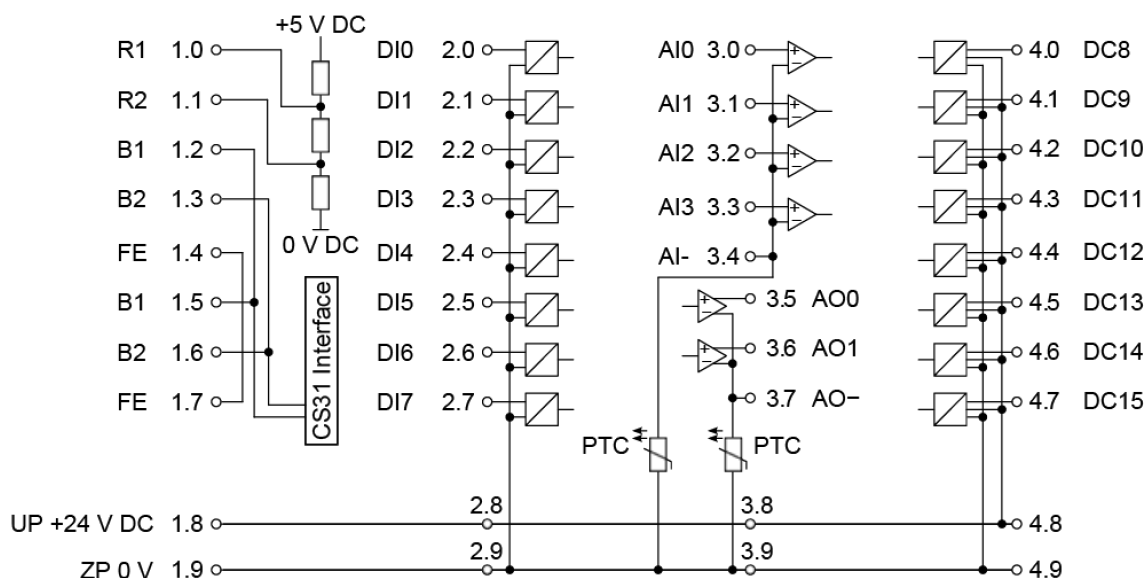 +5 V DC
R1 1.0 DI0 2.0 AI0 3.0 4.0 DC8
R2 1.1 DI1 2.1 AI1 3.1 4.1 DC9
B1 1.2 DI2 2.2 AI2 3.2 4.2 DC10
B2 1.3 DI3 2.3 AI3 3.3 4.3 DC11
0 V DC
FE 1.4 DI4 2.4 AI- 3.4 4.4 DC12
B1 1.5 DI5 2.5 3.5 AO0 4.5 DC13
B2 1.6 DI6 2.6 3.6 AO1 4.6 DC14
FE 1.7 DI7 2.7 3.7 AO− 4.7 DC15
CS31 Interface
PTC PTC
UP +24 V DC 1.8 2.8 3.8 4.8
ZP 0 V 1.9 2.9 3.9 4.9